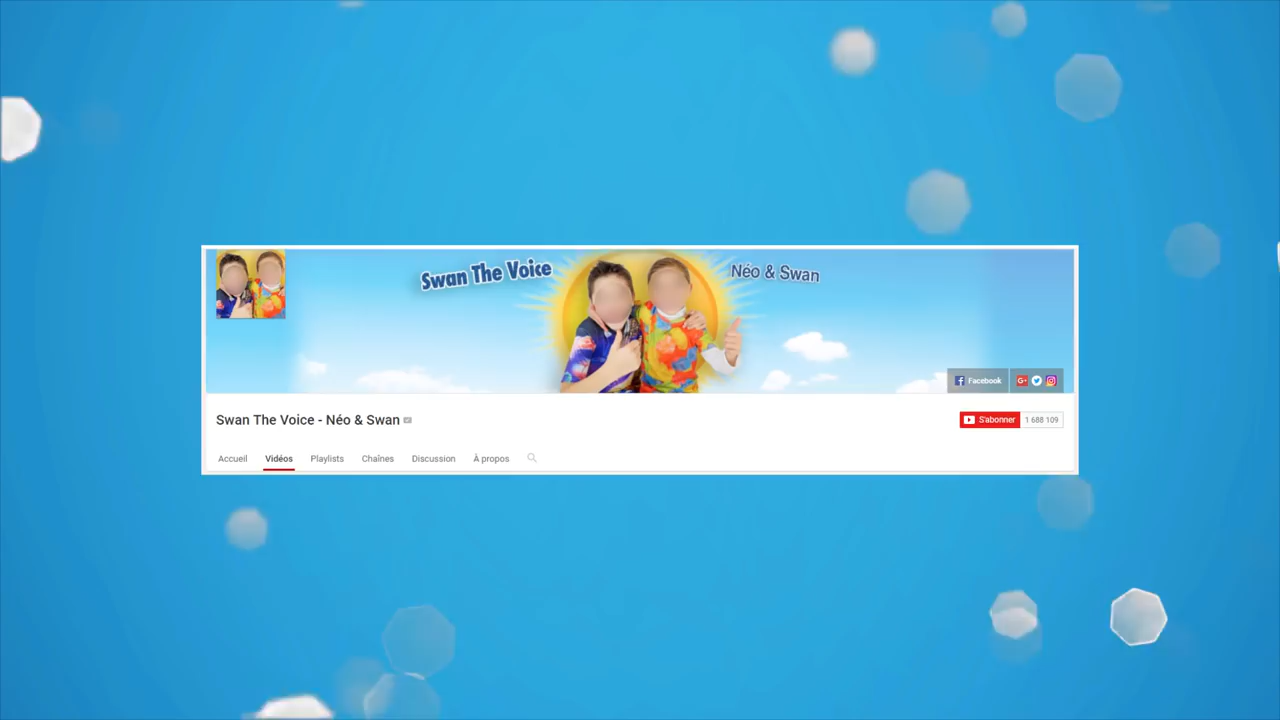 Swan The Voice
Néo & Swan
Facebook
Swan The Voice - Néo & Swan
S'abonner 1 688 109
Accueil Vidéos Playlists Chaînes Discussion À propos